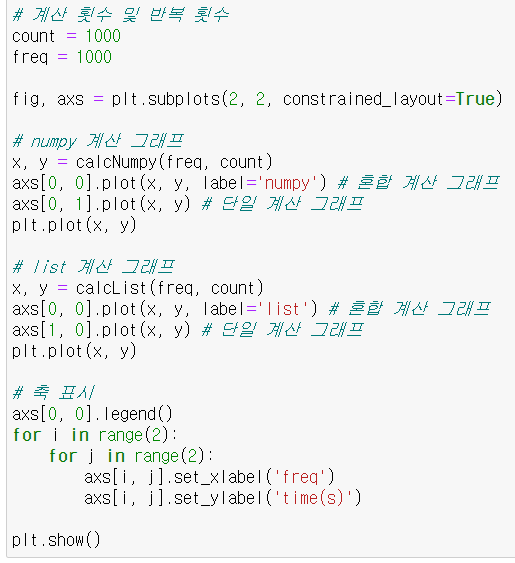 # 계산 횟수 및 반복 횟수
count = 1000
freq = 1000
fig, axs = plt.subplots(2, 2, constrained_layout=True)
# numpy 계산 그래프
x, y = calcNumpy(freq, count)
axs[0, 0].plot(x, y, label='numpy') # 혼합 계산 그래프
axs[0, 1].plot(x, y) # 단일 계산 그래프
plt.plot(x, y)
# list 계산 그래프
x, y = calcList(freq, count)
axs[0, 0].plot(x, y, label='list') # 혼합 계산 그래프
axs[1, 0].plot(x, y) # 단일 계산 그래프
plt.plot(x, y)
# 축 표시
axs[0, 0].legend()
for i in range(2):
    for j in range(2):
        axs[i, j].set_xlabel('freq')
        axs[i, j].set_ylabel('time(s)')
plt.show()